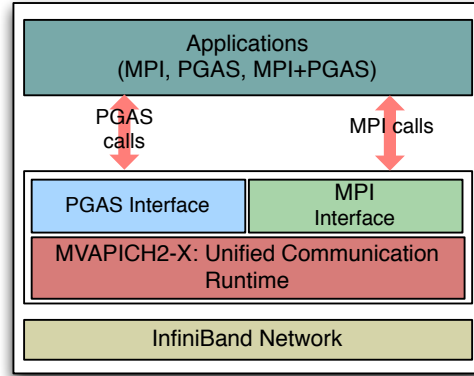 Applications
(MPI, PGAS, MPI+PGAS)
PGAS
calls
MPI calls
PGAS Interface
MPI
Interface
MVAPICH2-X: Unified Communication
Runtime
InfiniBand Network